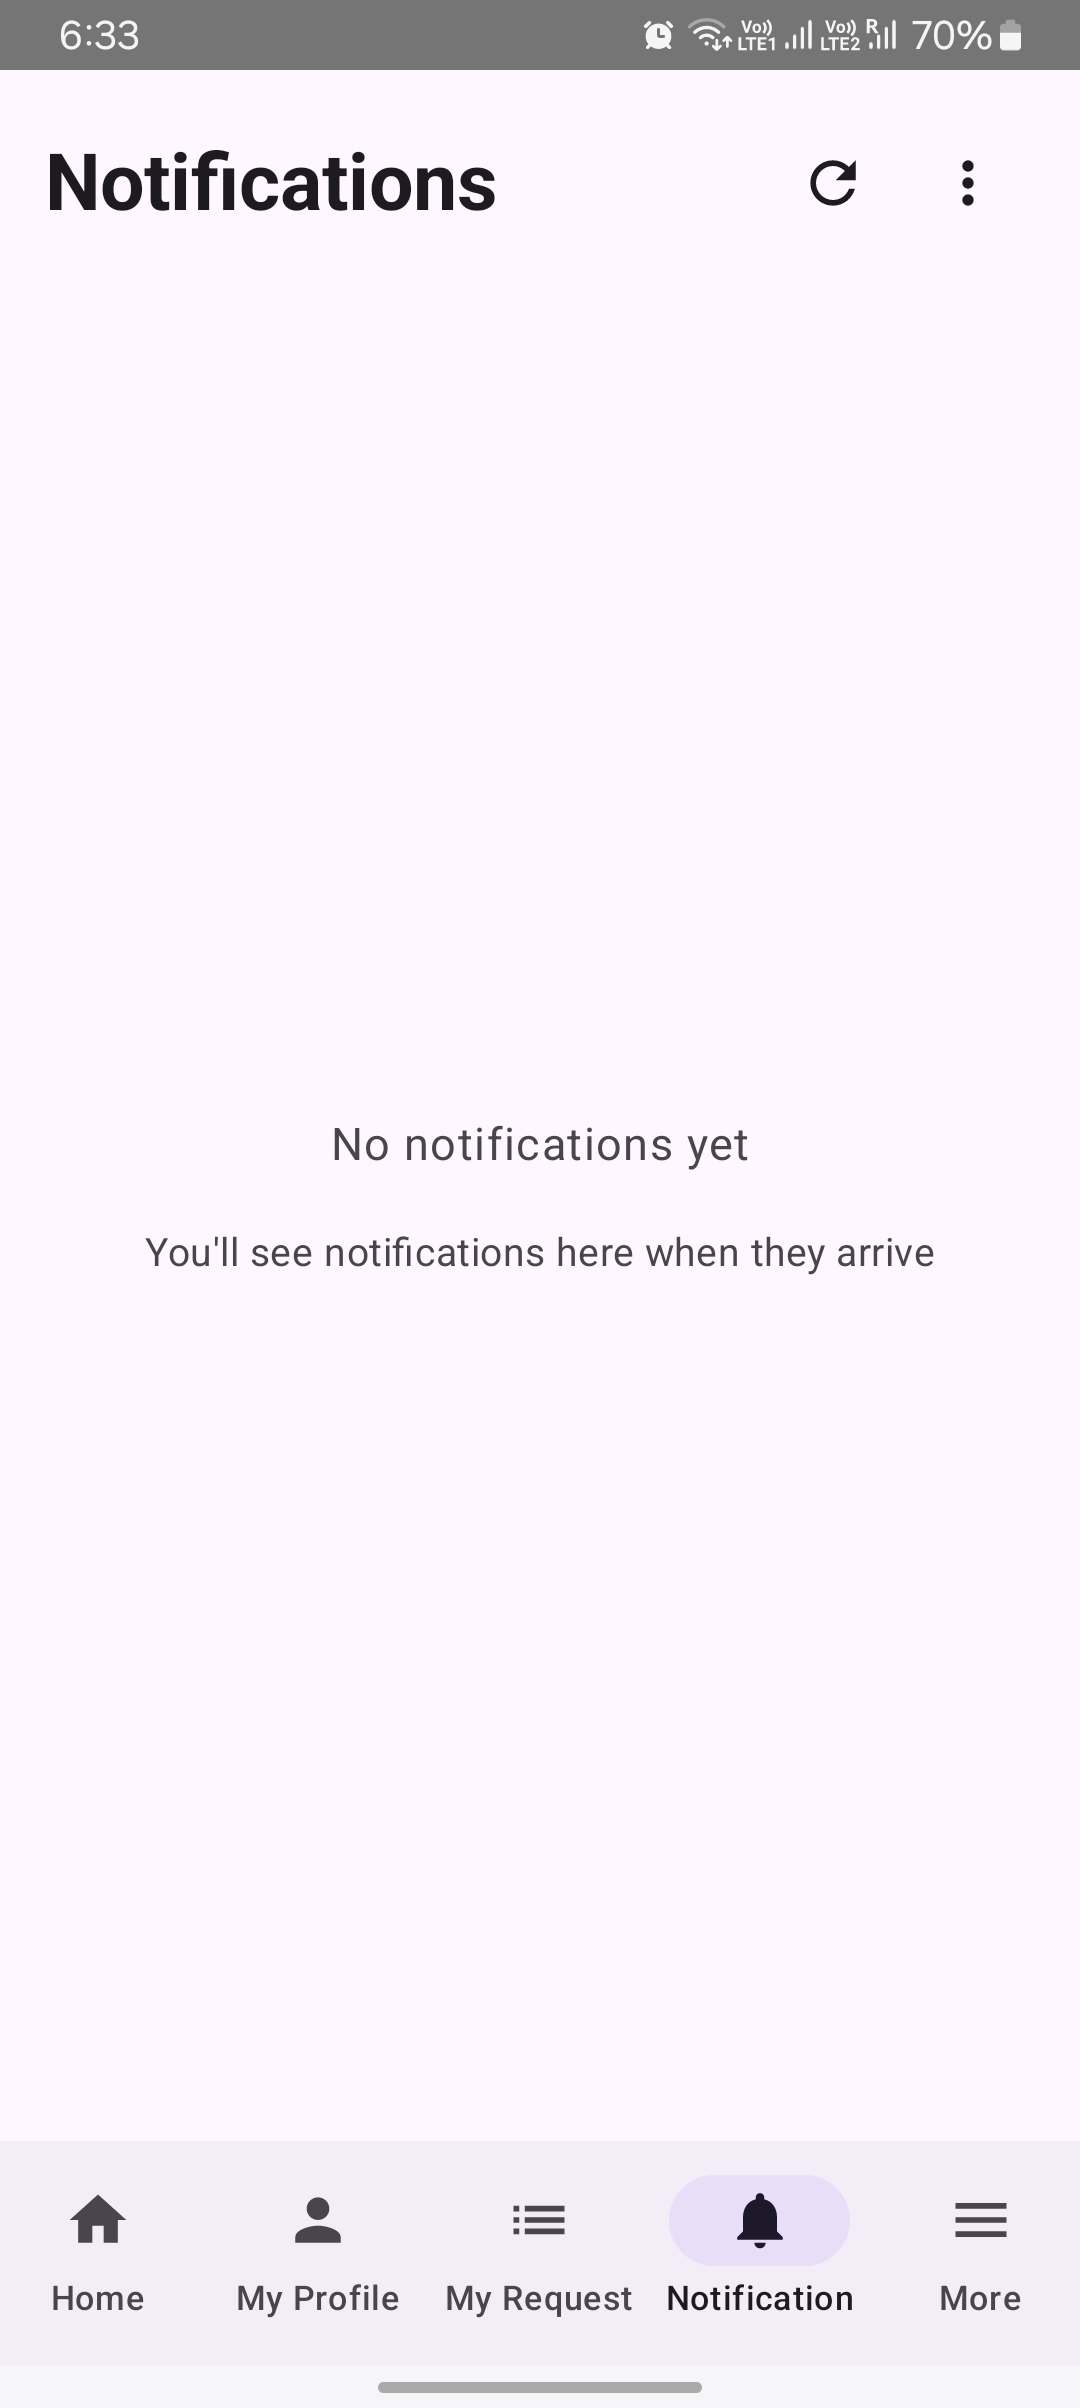 6:33 Vo)) LTE1 Vo)) LTE2 R 70%
Notifications
No notifications yet
You'll see notifications here when they arrive
Home My Profile My Request Notification More